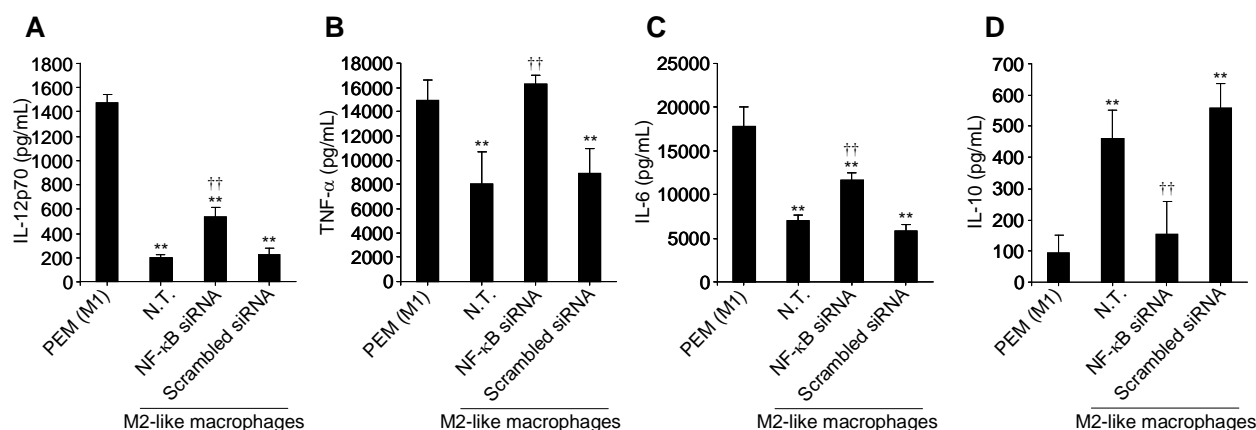 A
IL-12p70 (pg/mL)
1800
1600
1400
1200
1000
800
600
400
200
0
**
††
**
**
PEM (M1)
N.T.
NF-κB siRNA
Scrambled siRNA
M2-like macrophages
B
TNF-α (pg/mL)
18000
16000
14000
12000
10000
8000
6000
4000
2000
0
**
††
**
PEM (M1)
N.T.
NF-κB siRNA
Scrambled siRNA
M2-like macrophages
C
IL-6 (pg/mL)
25000
20000
15000
10000
5000
0
**
††
**
**
PEM (M1)
N.T.
NF-κB siRNA
Scrambled siRNA
M2-like macrophages
D
IL-10 (pg/mL)
700
600
500
400
300
200
100
0
**
††
**
PEM (M1)
N.T.
NF-κB siRNA
Scrambled siRNA
M2-like macrophages